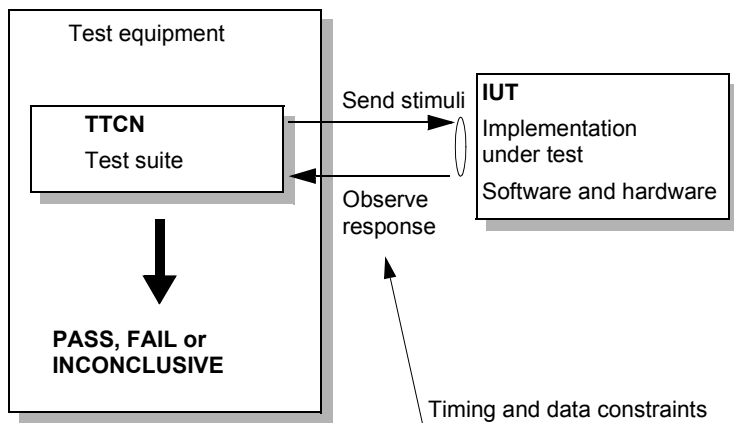 Test equipment
TTCN
Test suite
PASS, FAIL or
INCONCLUSIVE
Send stimuli
Observe
response
IUT
Implementation
under test
Software and hardware
Timing and data constraints